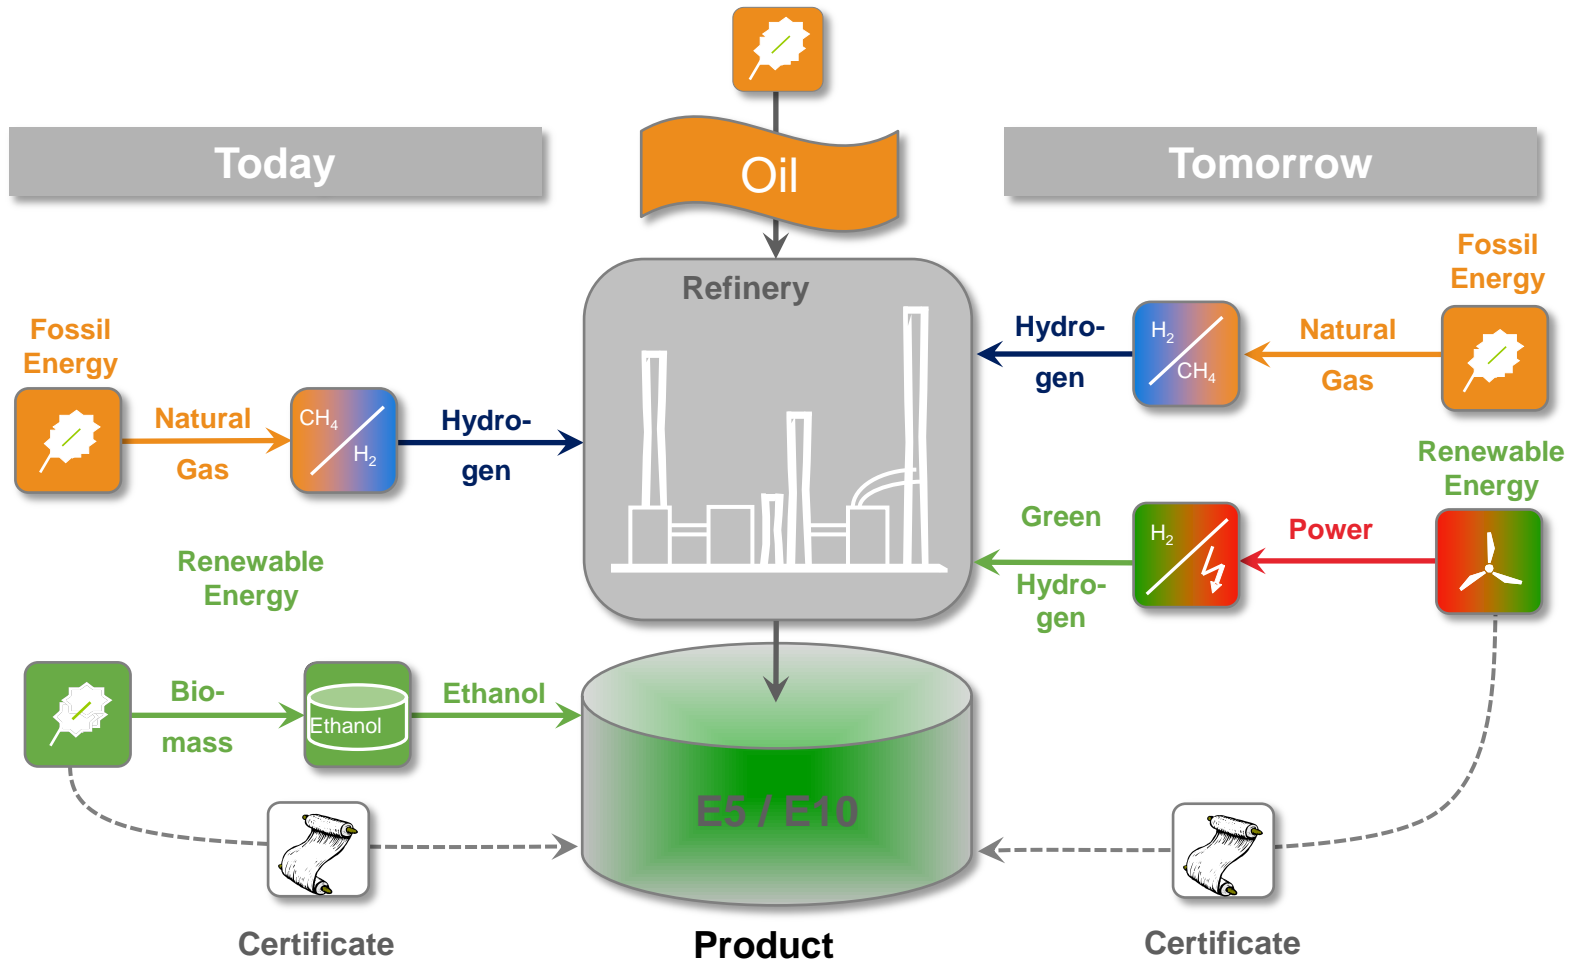 Today
Oil
Tomorrow
Refinery
Fossil
Energy
Natural
Gas
CH4
H2
Hydro-
gen
Renewable
Energy
Bio-
mass
Ethanol
Ethanol
Certificate
Fossil
Energy
Natural
Gas
H2
CH4
Hydro-
gen
Renewable
Energy
Power
H2
Green
Hydro-
gen
E5 / E10
Product
Certificate